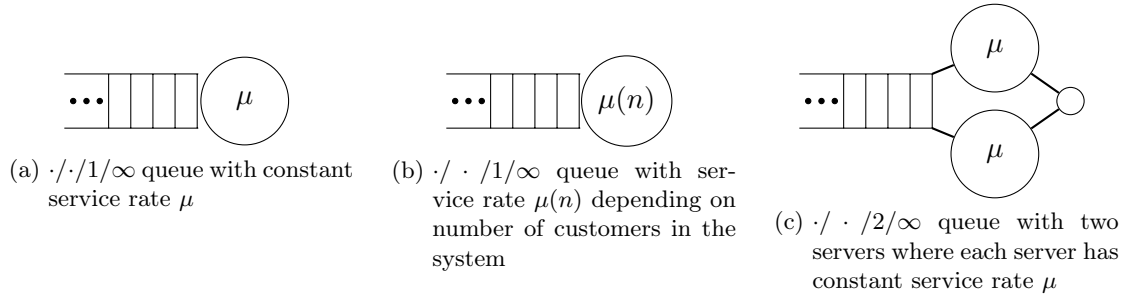 μ
(a) ·/·/1/∞ queue with constant
service rate μ
μ(n)
(b) ·/ · /1/∞ queue with ser-
vice rate μ(n) depending on
number of customers in the
system
μ
μ
(c) ·/ · /2/∞ queue with two
servers where each server has
constant service rate μ